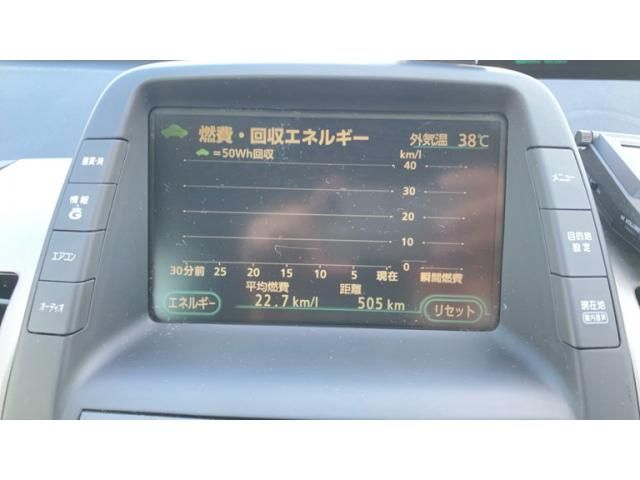 燃費・回収エネルギー 外気温 38℃
=50Wh回収 km/l
40
30
20
10
0
30分前 25 20 15 10 5 現在 瞬間燃費
平均燃費 距離
エネルギー 22.7km/l 505km リセット
情報
G
エアコン
オーディオ
メニュー
目的地
設定
現在地